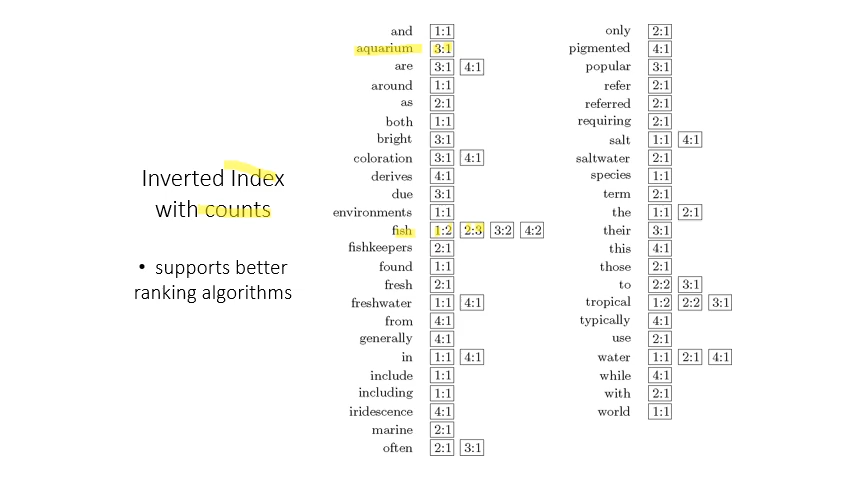 Inverted Index
with counts
• supports better
ranking algorithms
and 1:1
aquarium 3:1
are 3:1 4:1
around 1:1
as 2:1
both 1:1
bright 3:1
coloration 3:1 4:1
derives 4:1
due 3:1
environments 1:1
fish 1:2 2:3 3:2 4:2
fishkeepers 2:1
found 1:1
fresh 2:1
freshwater 1:1 4:1
from 4:1
generally 4:1
in 1:1 4:1
include 1:1
including 1:1
iridescence 4:1
marine 2:1
often 2:1 3:1
only 2:1
pigmented 4:1
popular 3:1
refer 2:1
referred 2:1
requiring 2:1
salt 1:1 4:1
saltwater 2:1
species 1:1
term 2:1
the 1:1 2:1
their 3:1
this 4:1
those 2:1
to 2:2 3:1
tropical 1:2 2:2 3:1
typically 4:1
use 2:1
water 1:1 2:1 4:1
while 4:1
with 2:1
world 1:1